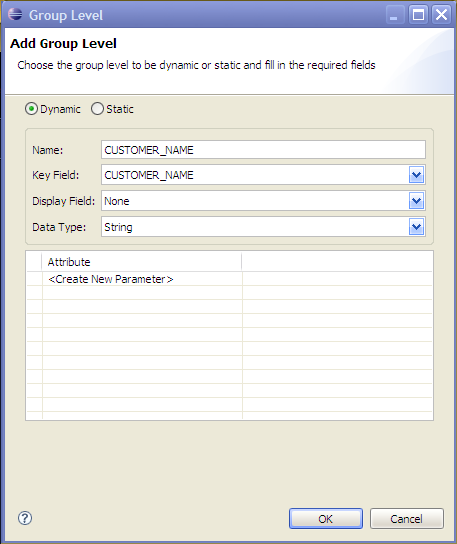 Group Level
Add Group Level
Choose the group level to be dynamic or static and fill in the required fields
Dynamic Static
Name: CUSTOMER_NAME
Key Field: CUSTOMER_NAME
Display Field: None
Data Type: String
Attribute
<Create New Parameter>
?
OK Cancel